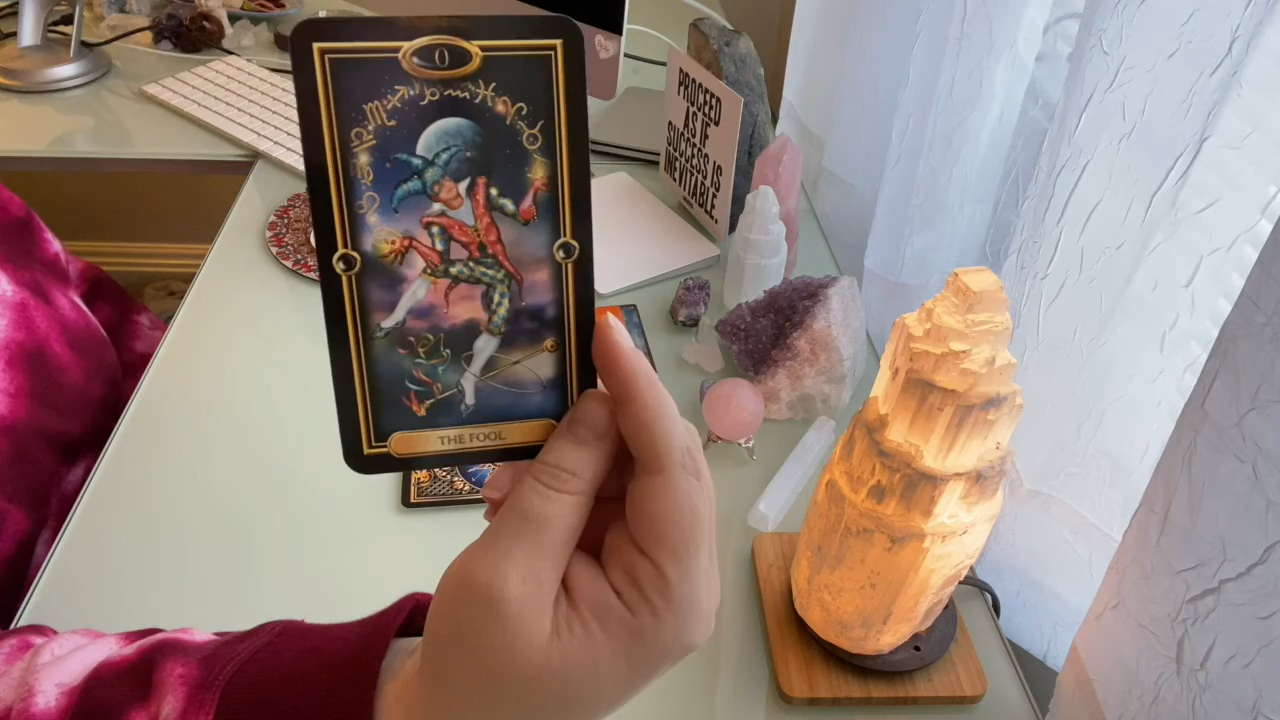 0
THE FOOL
PROCEED
AS IF
SUCCESS IS
INEVITABLE.